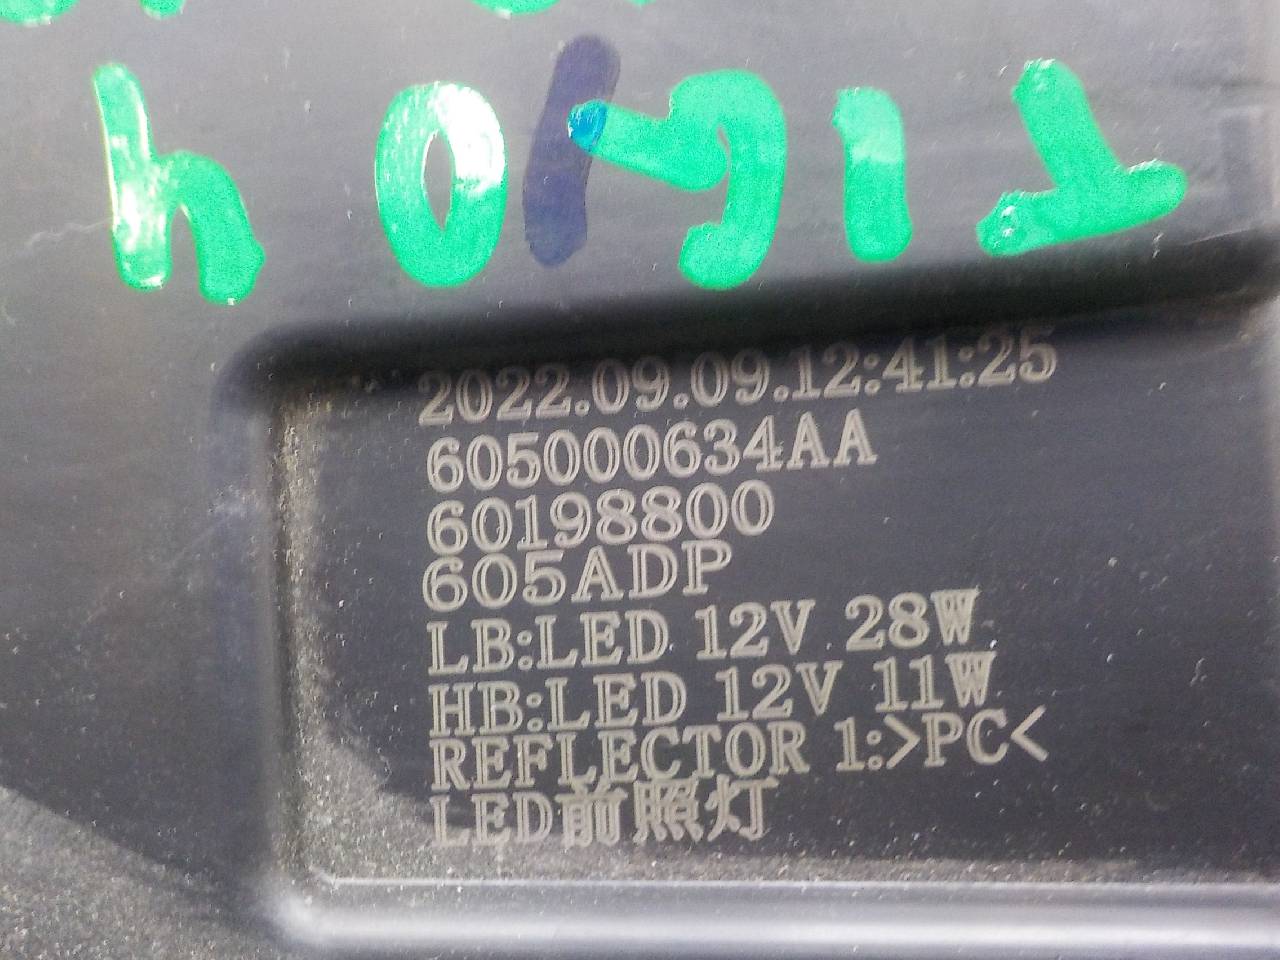 2022.09.09.12:41:25
605000634AA
60198800
605ADP
LB:LED 12V 28W
HB:LED 12V 11W
REFLECTOR 1:>PC<
LED前照灯